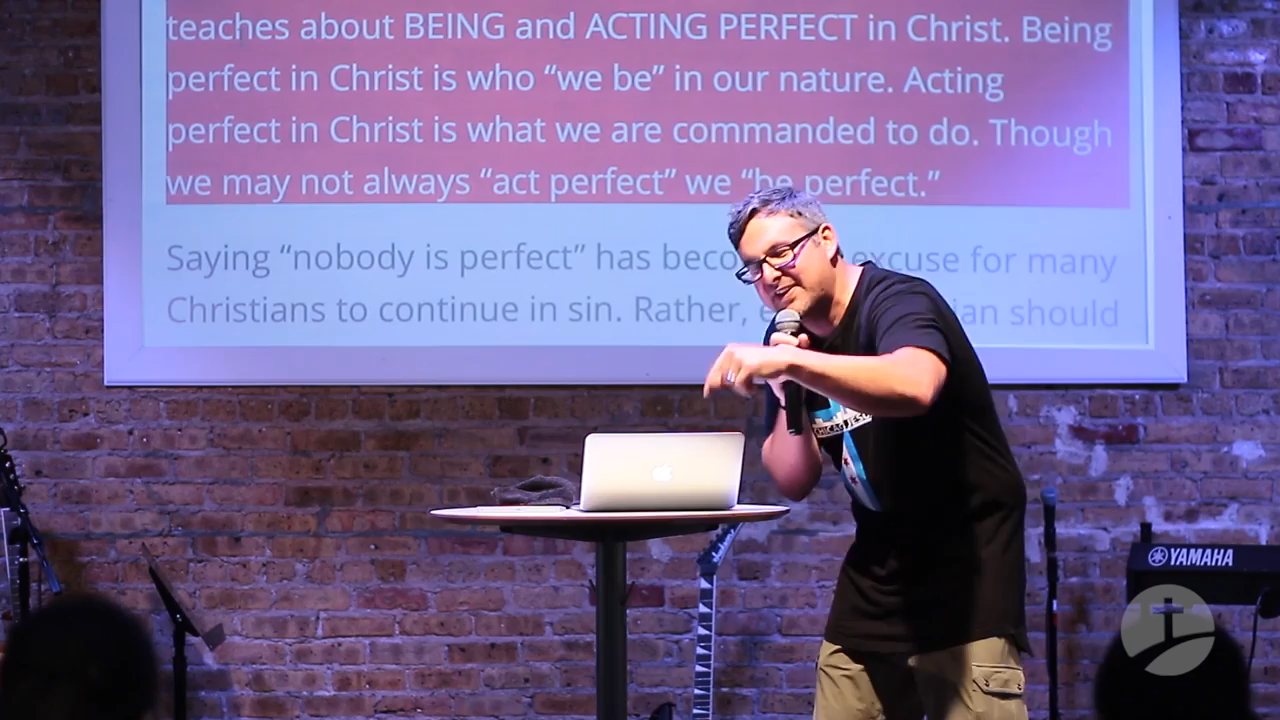 teaches about BEING and ACTING PERFECT in Christ. Being
perfect in Christ is who “we be” in our nature. Acting
perfect in Christ is what we are commanded to do. Though
we may not always “act perfect” we “be perfect.”
Saying “nobody is perfect” has excuse for many
Christians to continue in sin. Rather, should
CHICAGO JESUS
YAMAHA